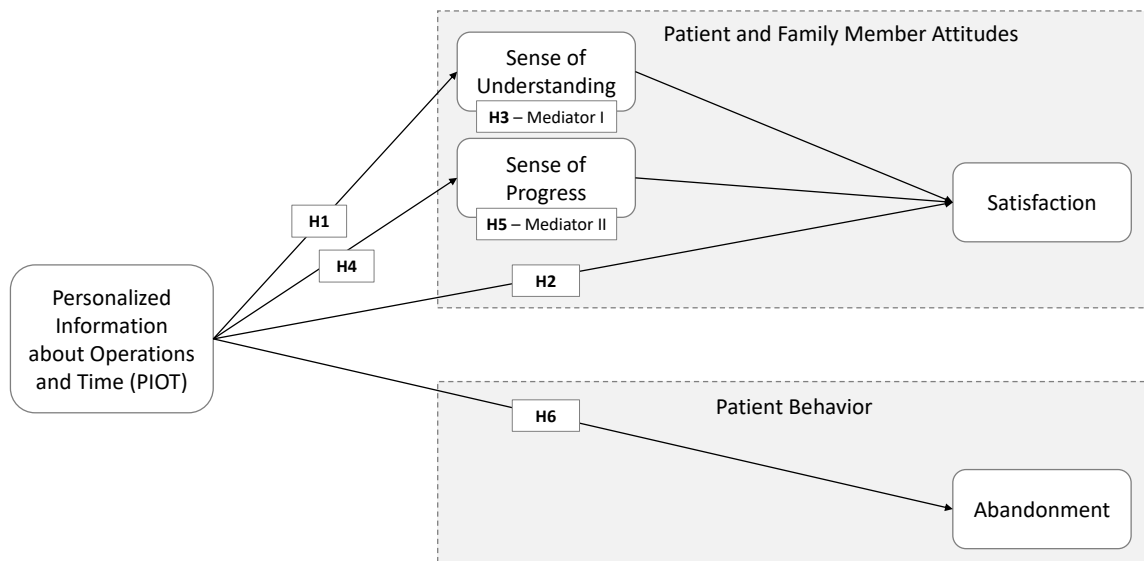 Patient and Family Member Attitudes
Sense of
Understanding
H3 – Mediator I
Sense of
Progress
H5 – Mediator II
Satisfaction
H1
H4
H2
Personalized
Information
about Operations
and Time (PIOT)
Patient Behavior
H6
Abandonment